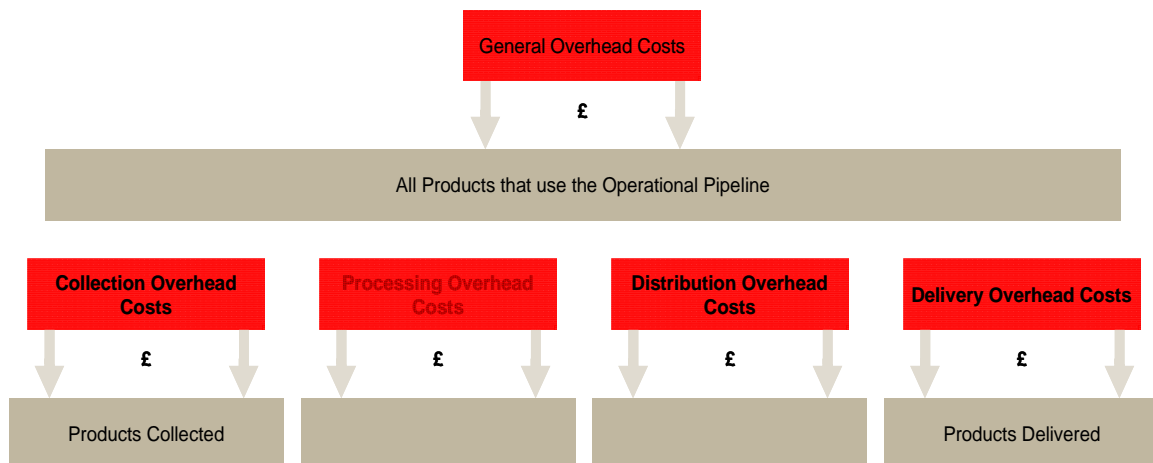 General Overhead Costs
£
All Products that use the Operational Pipeline
Collection Overhead
Costs
Processing Overhead
Costs
Distribution Overhead
Costs
Delivery Overhead Costs
£
£
£
£
Products Collected
Products Delivered